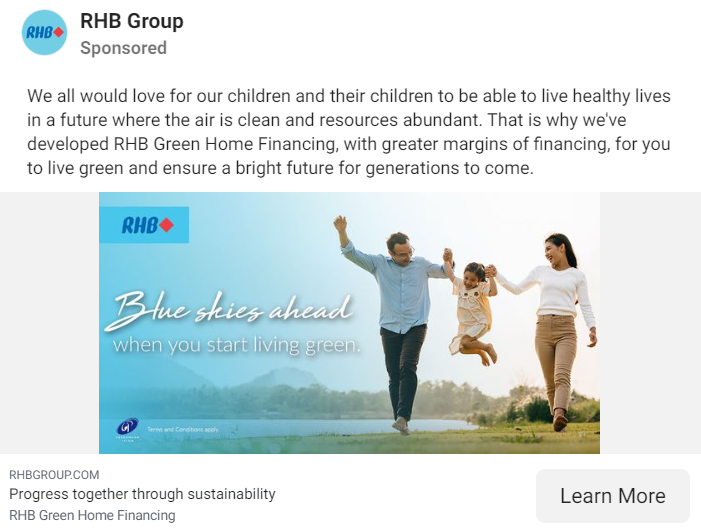 RHB
RHB Group
Sponsored
We all would love for our children and their children to be able to live healthy lives
in a future where the air is clean and resources abundant. That is why we've
developed RHB Green Home Financing, with greater margins of financing, for you
to live green and ensure a bright future for generations to come.
RHB
Blue skies ahead
when you start living green.
Terms and Conditions apply.
RHBGROUP.COM
Progress together through sustainability
RHB Green Home Financing
Learn More